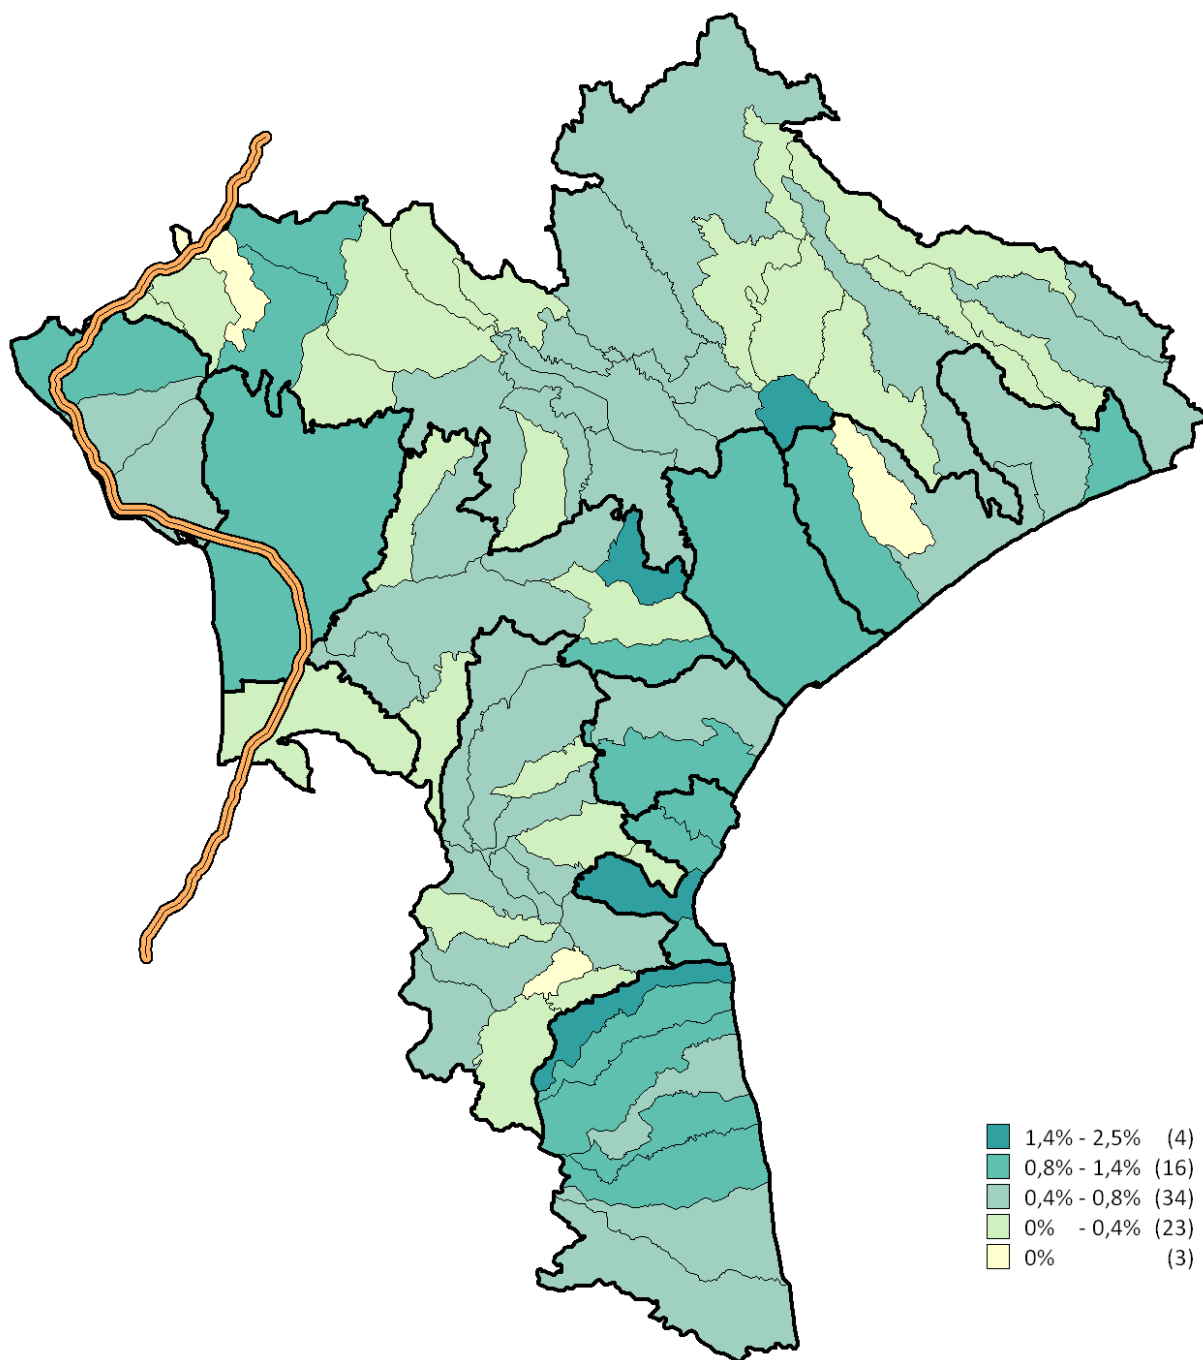 1,4% - 2,5% (4)
0,8% - 1,4% (16)
0,4% - 0,8% (34)
0% - 0,4% (23)
0% (3)